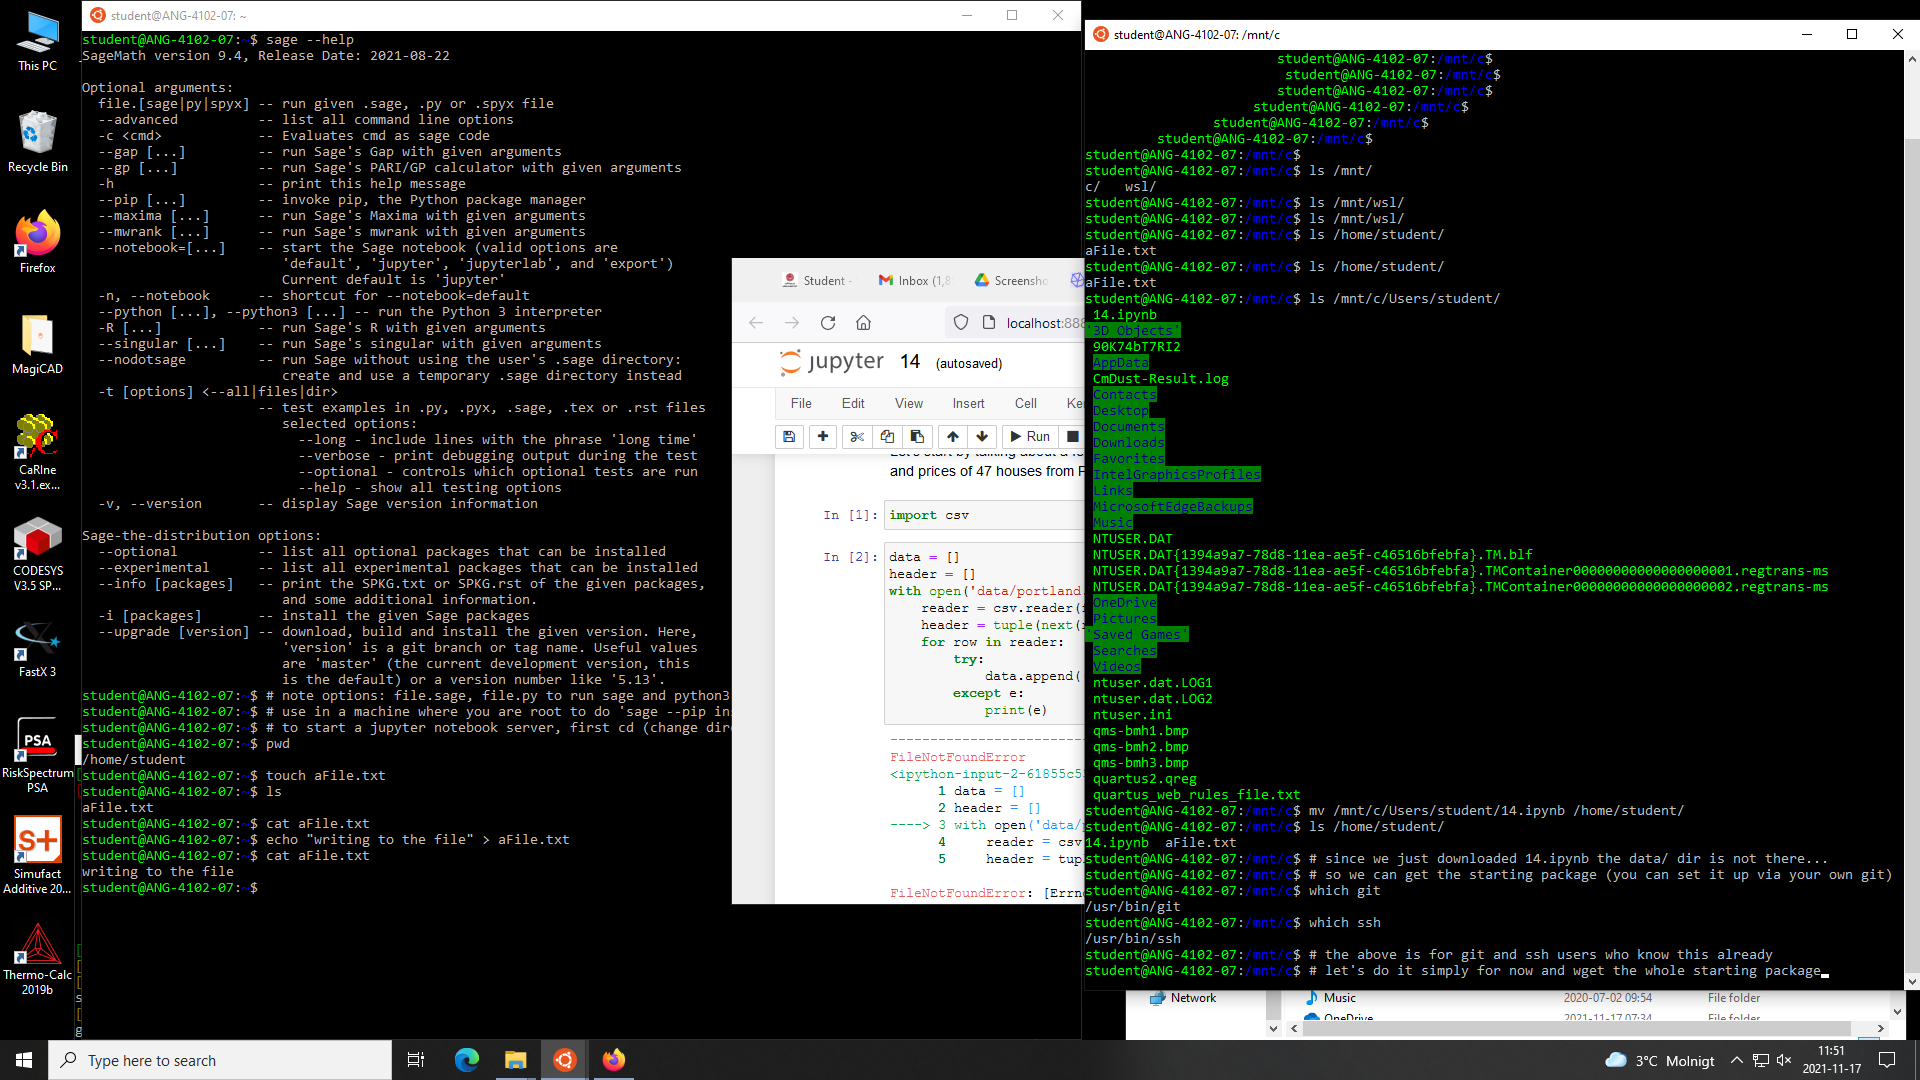 This PC
Recycle Bin
Firefox
MagiCAD
CaRIne
v3.1.ex...
CODESYS
V3.5 SP...
FastX 3
PSA
RiskSpectrum
PSA
S+
Simufact
Additive 20...
Thermo-Calc
2019b
student@ANG-4102-07: ~
student@ANG-4102-07:~$ sage --help
SageMath version 9.4, Release Date: 2021-08-22
Optional arguments:
file.[sage|py|spyx] -- run given .sage, .py or .spyx file
--advanced -- list all command line options
-c <cmd> -- Evaluates cmd as sage code
--gap [...] -- run Sage's Gap with given arguments
--gp [...] -- run Sage's PARI/GP calculator with given arguments
-h -- print this help message
--pip [...] -- invoke pip, the Python package manager
--maxima [...] -- run Sage's Maxima with given arguments
--mwrank [...] -- run Sage's mwrank with given arguments
--notebook=[...] -- start the Sage notebook (valid options are
'default', 'jupyter', 'jupyterlab', and 'export')
Current default is 'jupyter'
-n, --notebook -- shortcut for --notebook=default
--python [...], --python3 [...] -- run the Python 3 interpreter
-R [...] -- run Sage's R with given arguments
--singular [...] -- run Sage's singular with given arguments
--nodotsage -- run Sage without using the user's .sage directory:
create and use a temporary .sage directory instead
-t [options] <--all|files|dir>
-- test examples in .py, .pyx, .sage, .tex or .rst files
selected options:
--long - include lines with the phrase 'long time'
--verbose - print debugging output during the test
--optional - controls which optional tests are run
--help - show all testing options
-v, --version -- display Sage version information
Sage-the-distribution options:
--optional -- list all optional packages that can be installed
--experimental -- list all experimental packages that can be installed
--info [packages] -- print the SPKG.txt or SPKG.rst of the given packages,
and some additional information.
-i [packages] -- install the given Sage packages
--upgrade [version] -- download, build and install the given version. Here,
'version' is a git branch or tag name. Useful values
are 'master' (the current development version, this
is the default) or a version number like '5.13'.
student@ANG-4102-07:~$ # note options: file.sage, file.py to run sage and python3
student@ANG-4102-07:~$ # use in a machine where you are root to do 'sage --pip in
student@ANG-4102-07:~$ # to start a jupyter notebook server, first cd (change dir
student@ANG-4102-07:~$ pwd
/home/student
student@ANG-4102-07:~$ touch aFile.txt
student@ANG-4102-07:~$ ls
aFile.txt
student@ANG-4102-07:~$ cat aFile.txt
student@ANG-4102-07:~$ echo "writing to the file" > aFile.txt
student@ANG-4102-07:~$ cat aFile.txt
writing to the file
student@ANG-4102-07:~$
Student -
Inbox (1,8
Screensho
localhost:888
jupyter 14 (autosaved)
File Edit View Insert Cell Ke
Run
and prices of 47 houses from P
In [1]: import csv
In [2]: data = []
header = []
with open('data/portland.
reader = csv.reader(
header = tuple(next(
for row in reader:
try:
data.append(
except e:
print(e)
FileNotFoundError
<ipython-input-2-61855c5
1 data = []
2 header = []
----> 3 with open('data/
4 reader = csv
5 header = tup
FileNotFoundError: [Errn
student@ANG-4102-07: /mnt/c
student@ANG-4102-07:/mnt/c$
student@ANG-4102-07:/mnt/c$
student@ANG-4102-07:/mnt/c$
student@ANG-4102-07:/mnt/c$
student@ANG-4102-07:/mnt/c$
student@ANG-4102-07:/mnt/c$
student@ANG-4102-07:/mnt/c$
student@ANG-4102-07:/mnt/c$ ls /mnt/
c/ wsl/
student@ANG-4102-07:/mnt/c$ ls /mnt/wsl/
student@ANG-4102-07:/mnt/c$ ls /mnt/wsl/
student@ANG-4102-07:/mnt/c$ ls /home/student/
aFile.txt
student@ANG-4102-07:/mnt/c$ ls /home/student/
aFile.txt
student@ANG-4102-07:/mnt/c$ ls /mnt/c/Users/student/
14.ipynb
'3D Objects'
90K74bT7RI2
AppData
CmDust-Result.log
Contacts
Desktop
Documents
Downloads
Favorites
IntelGraphicsProfiles
Links
MicrosoftEdgeBackups
Music
NTUSER.DAT
NTUSER.DAT{1394a9a7-78d8-11ea-ae5f-c46516bfebfa}.TM.blf
NTUSER.DAT{1394a9a7-78d8-11ea-ae5f-c46516bfebfa}.TMContainer00000000000000000001.regtrans-ms
NTUSER.DAT{1394a9a7-78d8-11ea-ae5f-c46516bfebfa}.TMContainer00000000000000000002.regtrans-ms
OneDrive
Pictures
'Saved Games'
Searches
Videos
ntuser.dat.LOG1
ntuser.dat.LOG2
ntuser.ini
qms-bmh1.bmp
qms-bmh2.bmp
qms-bmh3.bmp
quartus2.qreg
quartus_web_rules_file.txt
student@ANG-4102-07:/mnt/c$ mv /mnt/c/Users/student/14.ipynb /home/student/
student@ANG-4102-07:/mnt/c$ ls /home/student/
14.ipynb aFile.txt
student@ANG-4102-07:/mnt/c$ # since we just downloaded 14.ipynb the data/ dir is not there...
student@ANG-4102-07:/mnt/c$ # so we can get the starting package (you can set it up via your own git)
student@ANG-4102-07:/mnt/c$ which git
/usr/bin/git
student@ANG-4102-07:/mnt/c$ which ssh
/usr/bin/ssh
student@ANG-4102-07:/mnt/c$ # the above is for git and ssh users who know this already
student@ANG-4102-07:/mnt/c$ # let's do it simply for now and wget the whole starting package
Network
Music 2020-07-02 09:54 File folder
OneDrive 2021-11-17 07:34 File folder
Type here to search
3°C Molnigt
11:51
2021-11-17